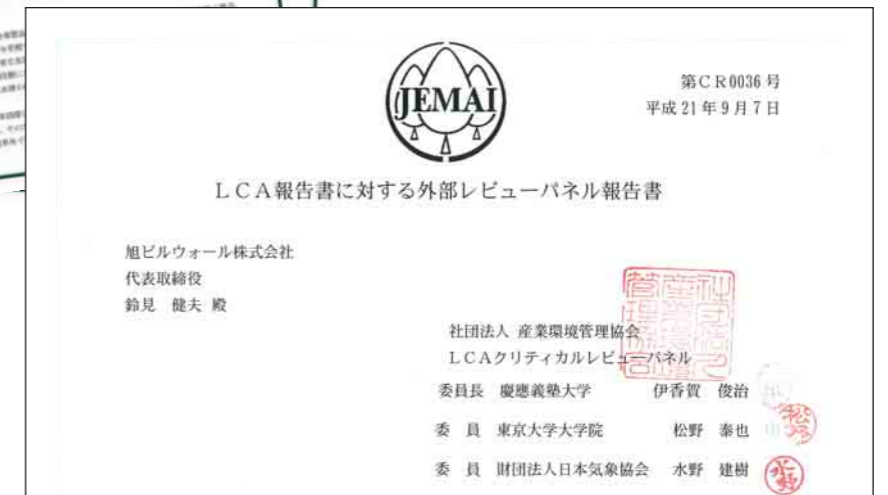 JEMAI
第CR0036号
平成21年9月7日
LCA報告書に対する外部レビューパネル報告書
旭ビルウォール株式会社
代表取締役
鈴見 健夫 殿
社団法人 産業環境管理協会
LCAクリティカルレビューパネル
委員長 慶應義塾大学 伊香賀 俊治
委 員 東京大学大学院 松野 泰也
委 員 財団法人日本気象協会 水野 建樹